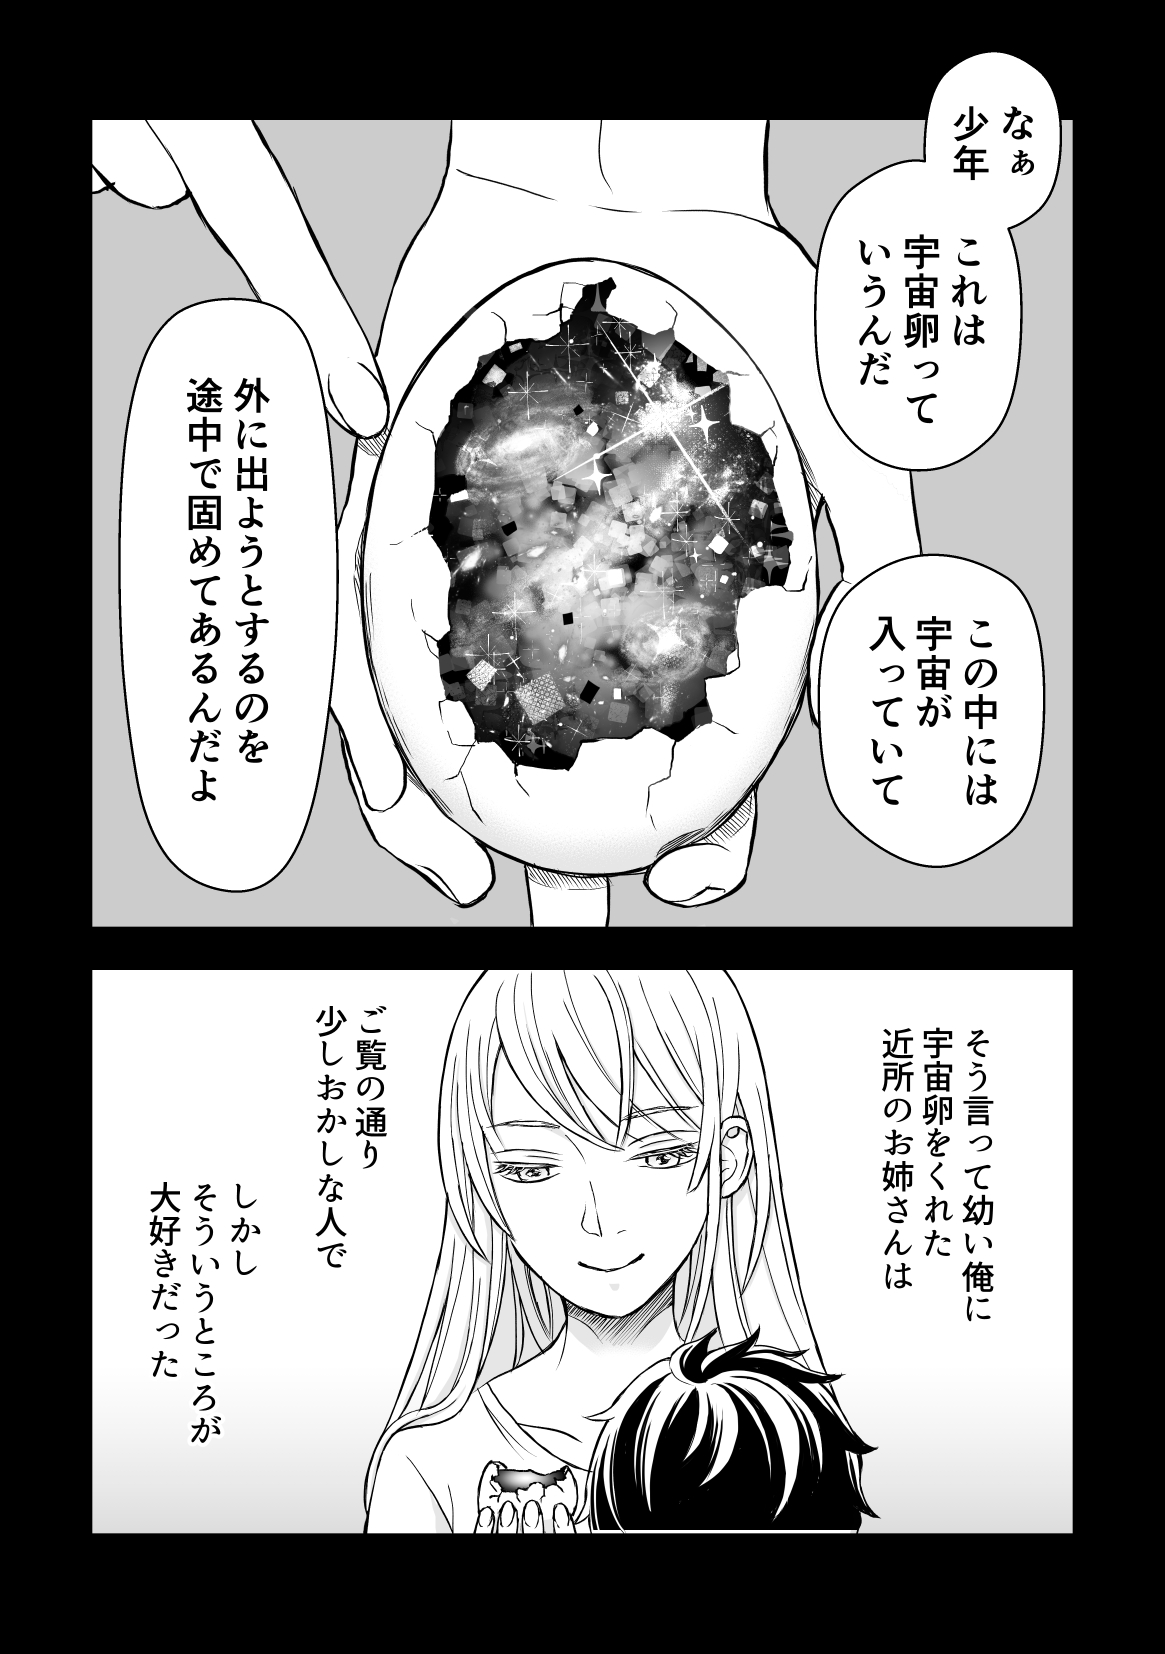 なぁ
少年
これは
宇宙卵って
いうんだ
この中には
宇宙が
入っていて
外に出ようとするのを
途中で固めてあるんだよ
そう言って幼い俺に
宇宙卵をくれた
近所のお姉さんは
ご覧の通り
少しおかしな人で
しかし
そういうところが
大好きだった